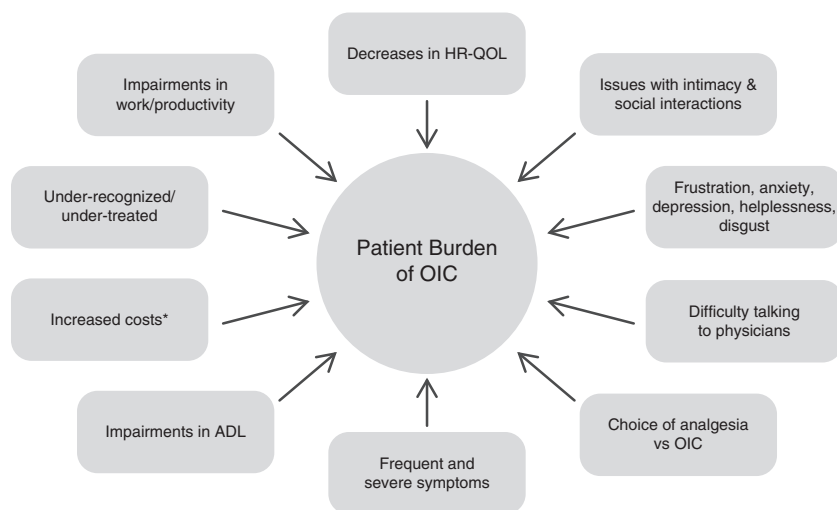 Decreases in HR-QOL
Impairments in
work/productivity
Issues with intimacy &
social interactions
Under-recognized/
under-treated
Frustration, anxiety,
depression, helplessness,
disgust
Patient Burden
of OIC
Increased costs*
Difficulty talking
to physicians
Impairments in ADL
Choice of analgesia
vs OIC
Frequent and
severe symptoms